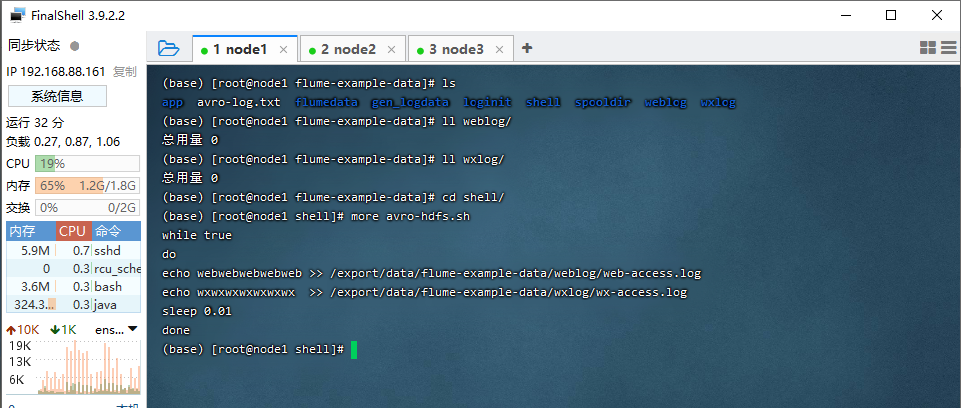 FinalShell 3.9.2.2
同步状态
IP 192.168.88.161 复制
系统信息
运行 32 分
负载 0.27, 0.87, 1.06
CPU 19%
内存 65% 1.2G/1.8G
交换 0% 0/2G
内存 CPU 命令
5.9M 0.7 sshd
0 0.3 rcu_sche
3.6M 0.3 bash
324.3... 0.3 java
10K 1K ens...
19K
13K
6K
1 node1
2 node2
3 node3
(base) [root@node1 flume-example-data]# ls
app avro-log.txt flumedata gen_logdata loginit shell spooldir weblog wxlog
(base) [root@node1 flume-example-data]# ll weblog/
总用量 0
(base) [root@node1 flume-example-data]# ll wxlog/
总用量 0
(base) [root@node1 flume-example-data]# cd shell/
(base) [root@node1 shell]# more avro-hdfs.sh
while true
do
echo webwebwebwebweb >> /export/data/flume-example-data/weblog/web-access.log
echo wxwxwxwxwxwxwx >> /export/data/flume-example-data/wxlog/wx-access.log
sleep 0.01
done
(base) [root@node1 shell]#